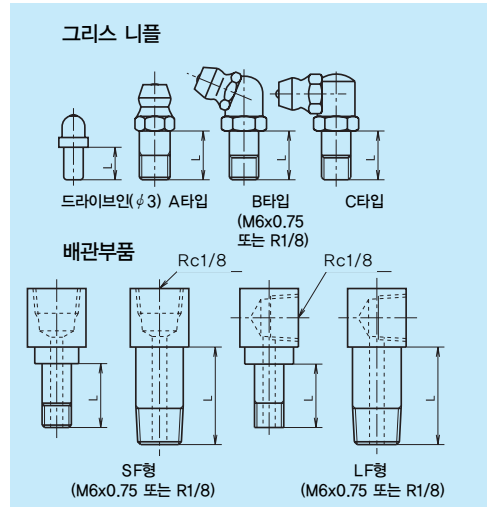 그리스 니플
L
L
L
L
드라이브인(ϕ3) A타입
B타입
(M6x0.75
또는 R1/8)
C타입
배관부품
Rc1/8
Rc1/8
L
L
L
L
SF형
(M6x0.75 또는 R1/8)
LF형
(M6x0.75 또는 R1/8)